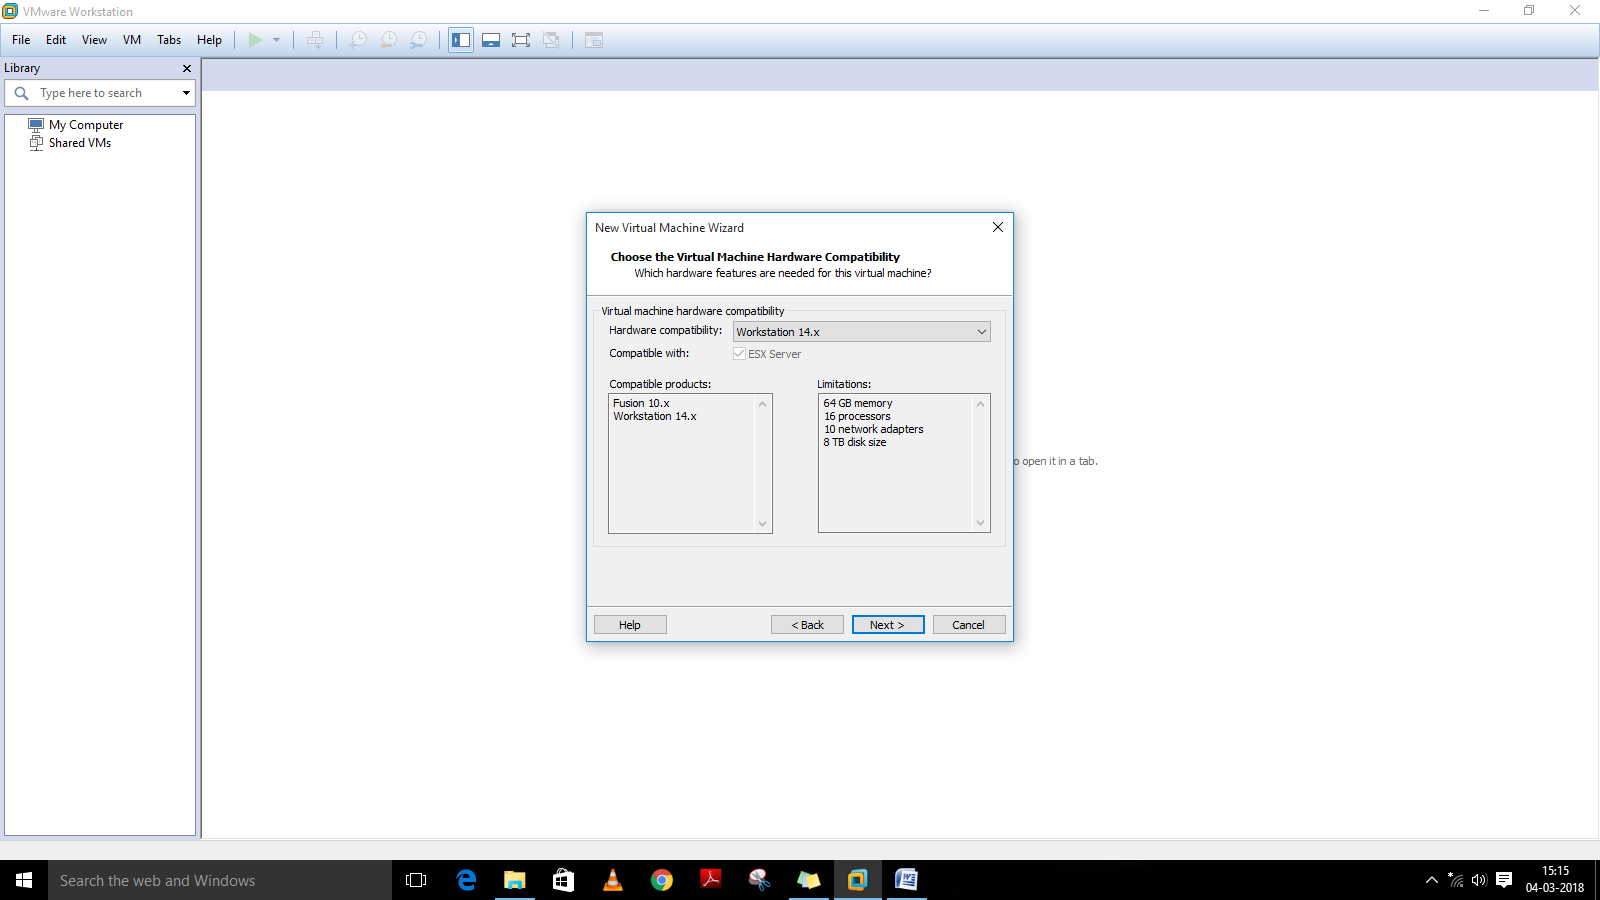 VMware Workstation
File Edit View VM Tabs Help
Library
Type here to search
My Computer
Shared VMs
New Virtual Machine Wizard
Choose the Virtual Machine Hardware Compatibility
Which hardware features are needed for this virtual machine?
Virtual machine hardware compatibility
Hardware compatibility: Workstation 14.x
Compatible with: ESX Server
Compatible products: Limitations:
Fusion 10.x
Workstation 14.x
64 GB memory
16 processors
10 network adapters
8 TB disk size
o open it in a tab.
Help < Back Next > Cancel
Search the web and Windows
15:15
04-03-2018